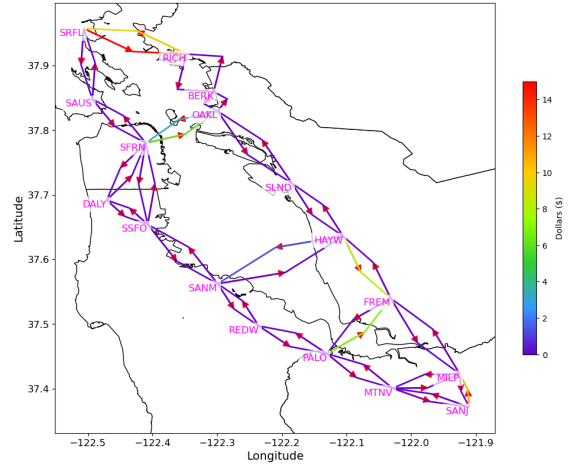 SRFL
RICH
37.9
BERK
SAUS
OAKL
37.8
SFRN
14
12
10
8
6
4
2
0
Dollars ($)
SLND
37.7
DALY
SSFO
Latitude
HAYW
37.6
SANM
FREM
37.5
REDW
PALO
37.4
MTNV
MILP
SANJ
−122.5 −122.4 −122.3 −122.2 −122.1 −122.0 −121.9
Longitude